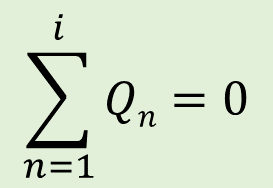 i
∑ Qₙ = 0
n=1